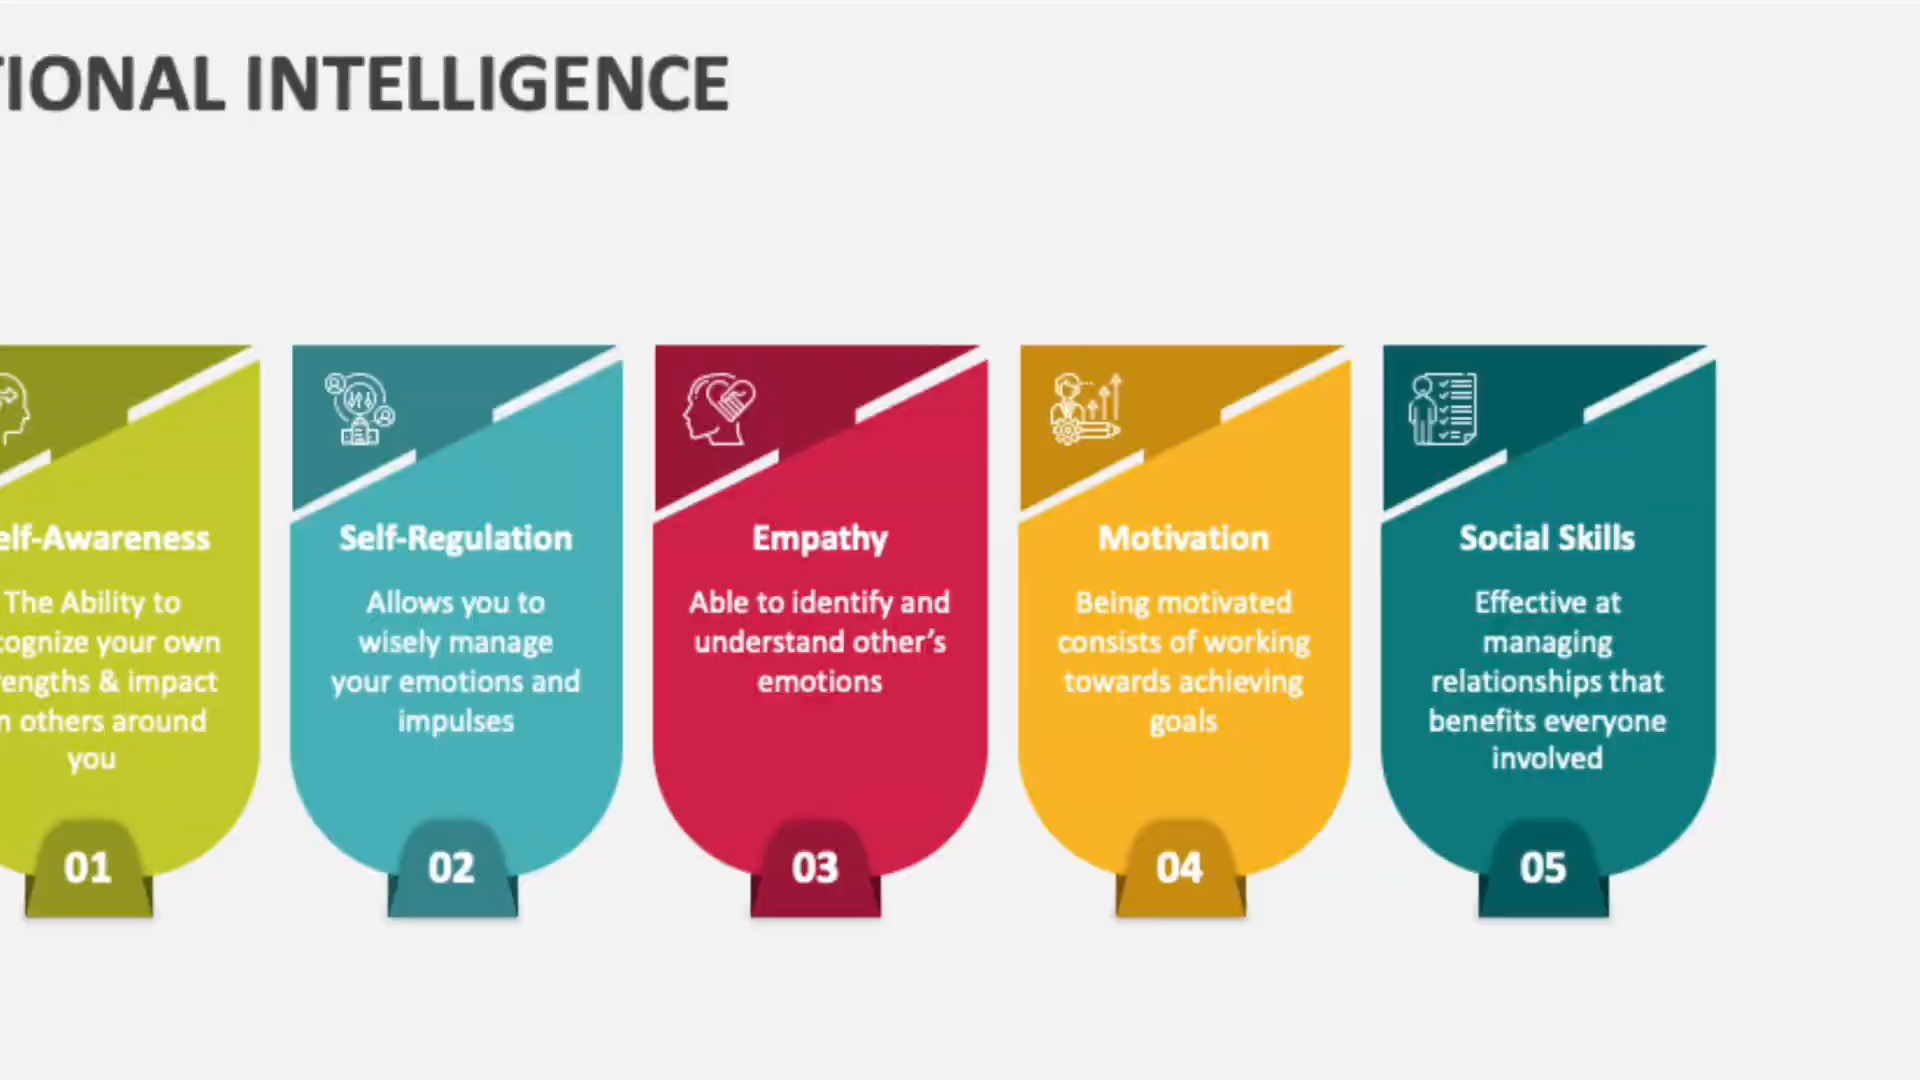 TIONAL INTELLIGENCE
elf-Awareness
The Ability to
cognize your own
rengths & impact
n others around
you
01
Self-Regulation
Allows you to
wisely manage
your emotions and
impulses
02
Empathy
Able to identify and
understand other's
emotions
03
Motivation
Being motivated
consists of working
towards achieving
goals
04
Social Skills
Effective at
managing
relationships that
benefits everyone
involved
05